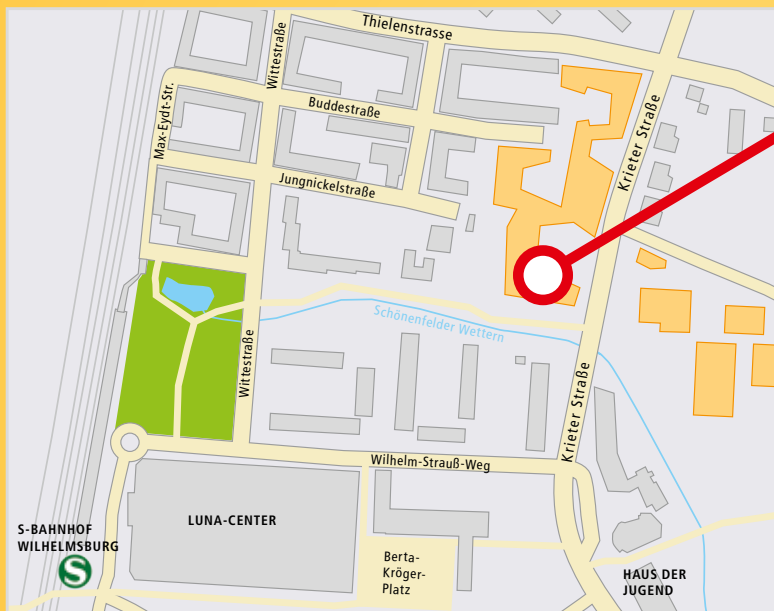 Thielenstrasse
Wittestraße
Max-Eydt-Str.
Buddestraße
Krieter Straße
Jungnickelstraße
Schönenfelder Wettern
Wittestraße
Krieter Straße
Wilhelm-Strauß-Weg
LUNA-CENTER
S-BAHNHOF
WILHELMSBURG
S
Berta-
Kröger-
Platz
HAUS DER
JUGEND